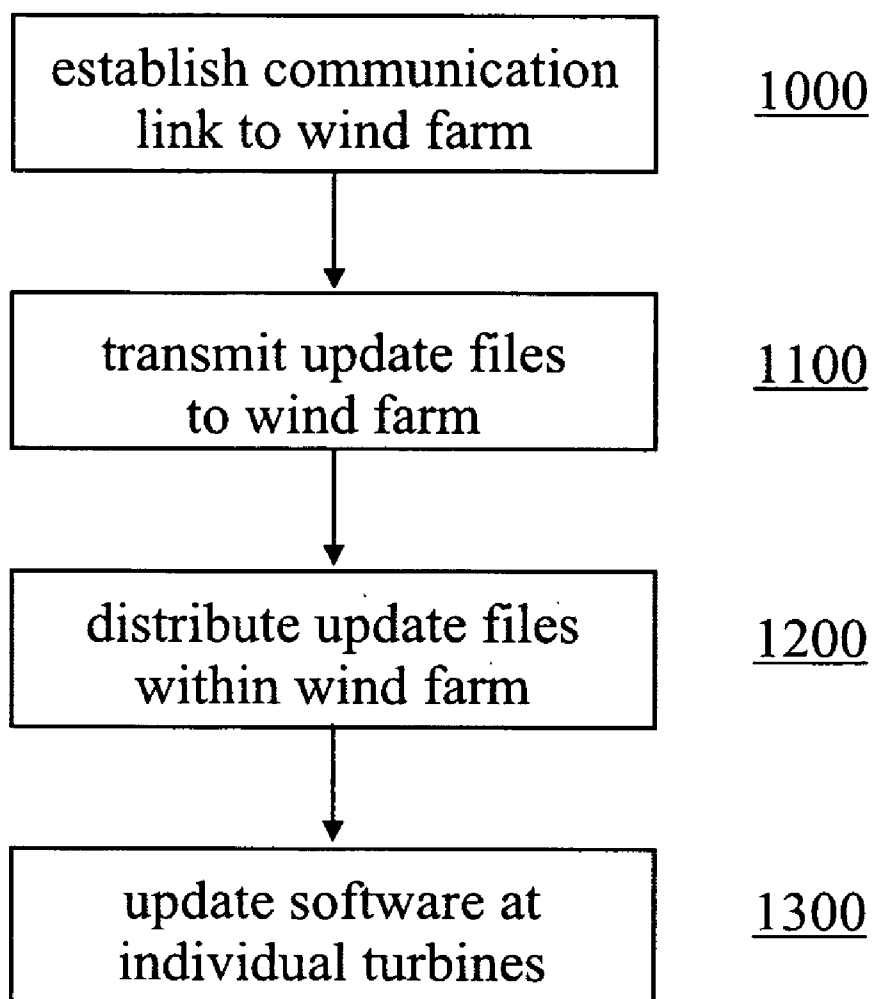 establish communication
link to wind farm
1000
transmit update files
to wind farm
1100
distribute update files
within wind farm
1200
update software at
individual turbines
1300